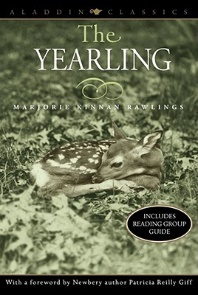 ALADDIN CLASSICS
The
YEARLING
MARJORIE KINNAN RAWLINGS
INCLUDES
READING GROUP
GUIDE
With a foreword by Newbery author Patricia Reilly Giff